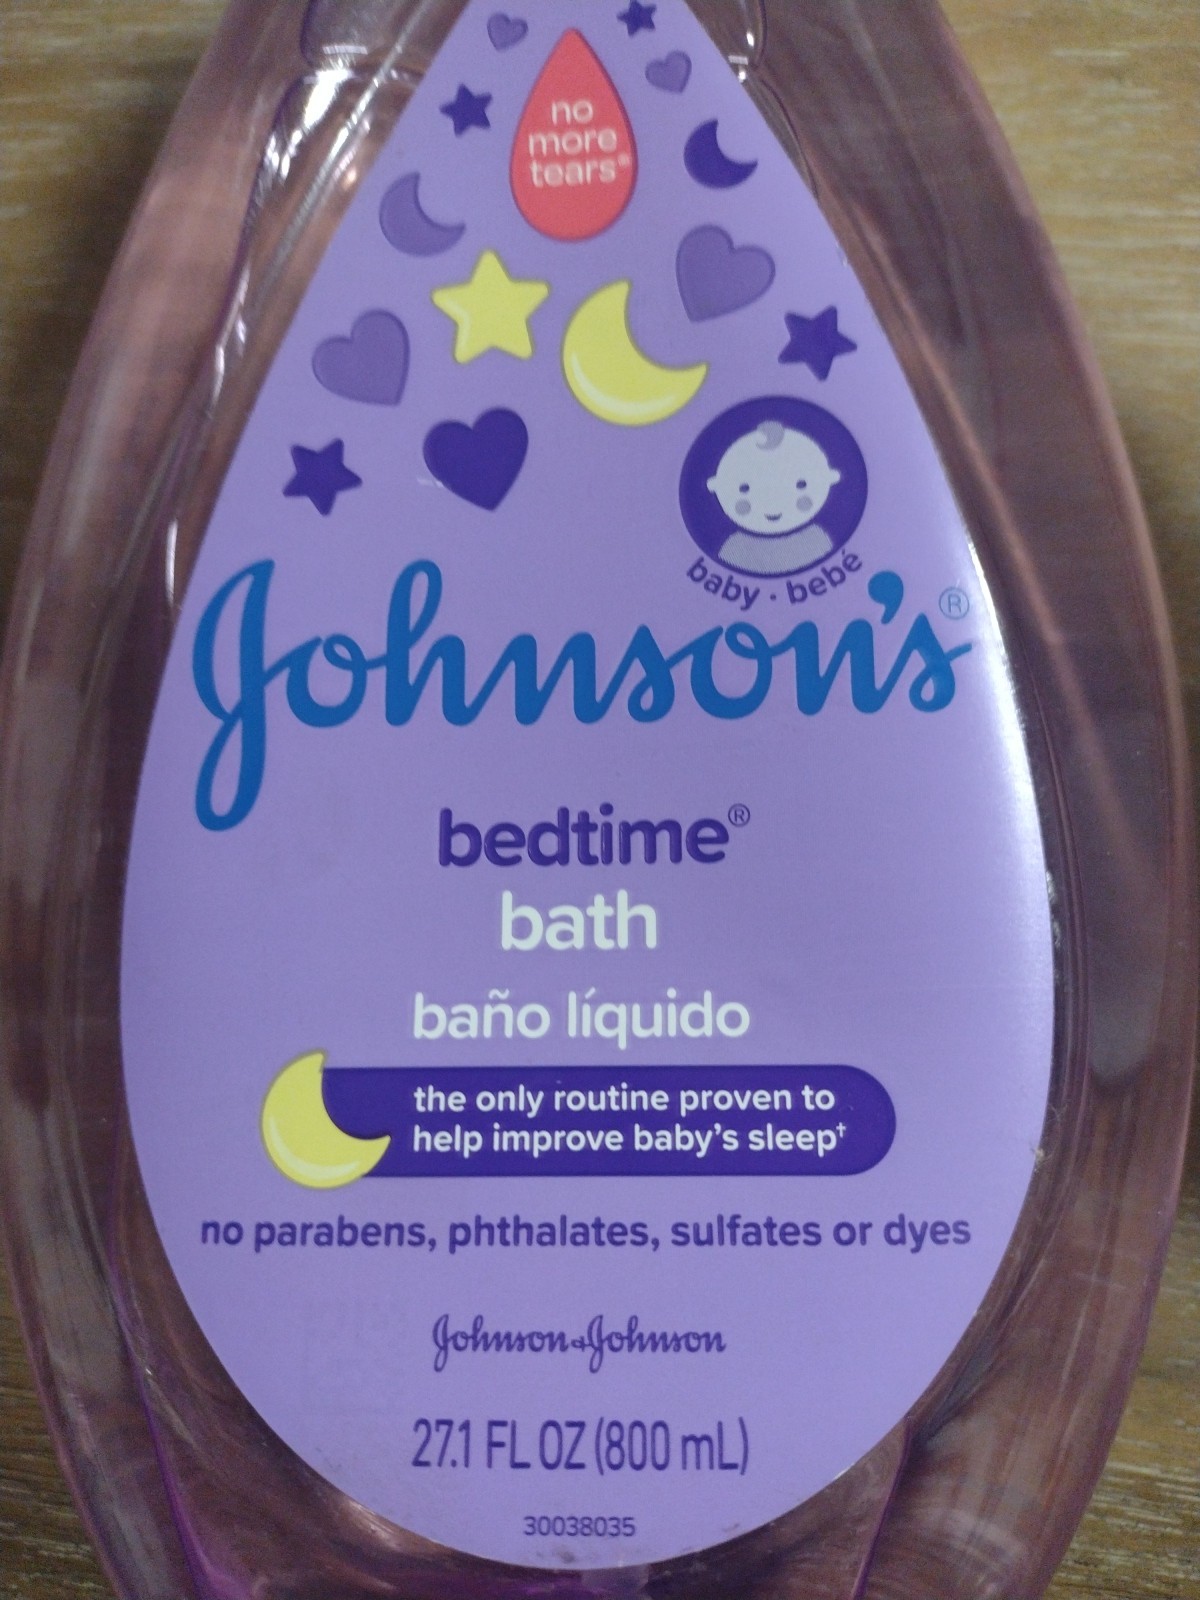 no
more
tears®
baby · bebé
Johnson's®
bedtime®
bath
baño líquido
the only routine proven to
help improve baby's sleep†
no parabens, phthalates, sulfates or dyes
Johnson & Johnson
27.1 FL OZ (800 mL)
30038035